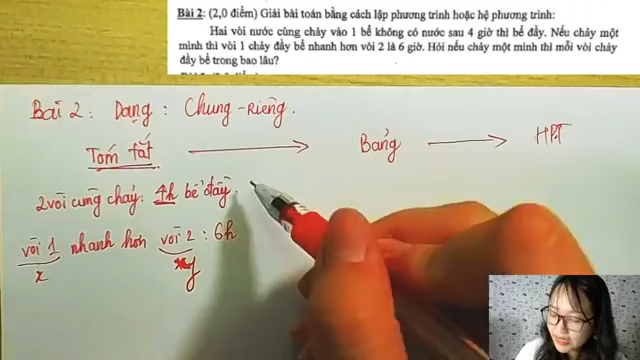 Bài 2: (2,0 điểm) Giải bài toán bằng cách lập phương trình hoặc hệ phương trình:
Hai vòi nước cùng chảy vào 1 bể không có nước sau 4 giờ thì bể đầy. Nếu chảy một
mình thì vòi 1 chảy đầy bể nhanh hơn vòi 2 là 6 giờ. Hỏi nếu chảy một mình thì mỗi vòi chảy
đầy bể trong bao lâu?
Bài 2: Dạng: Chung - Riêng.
Tóm tắt Bảng HPT
2 vòi cùng chảy: 4h bể đầy.
vòi 1 nhanh hơn vòi 2 : 6h
x y